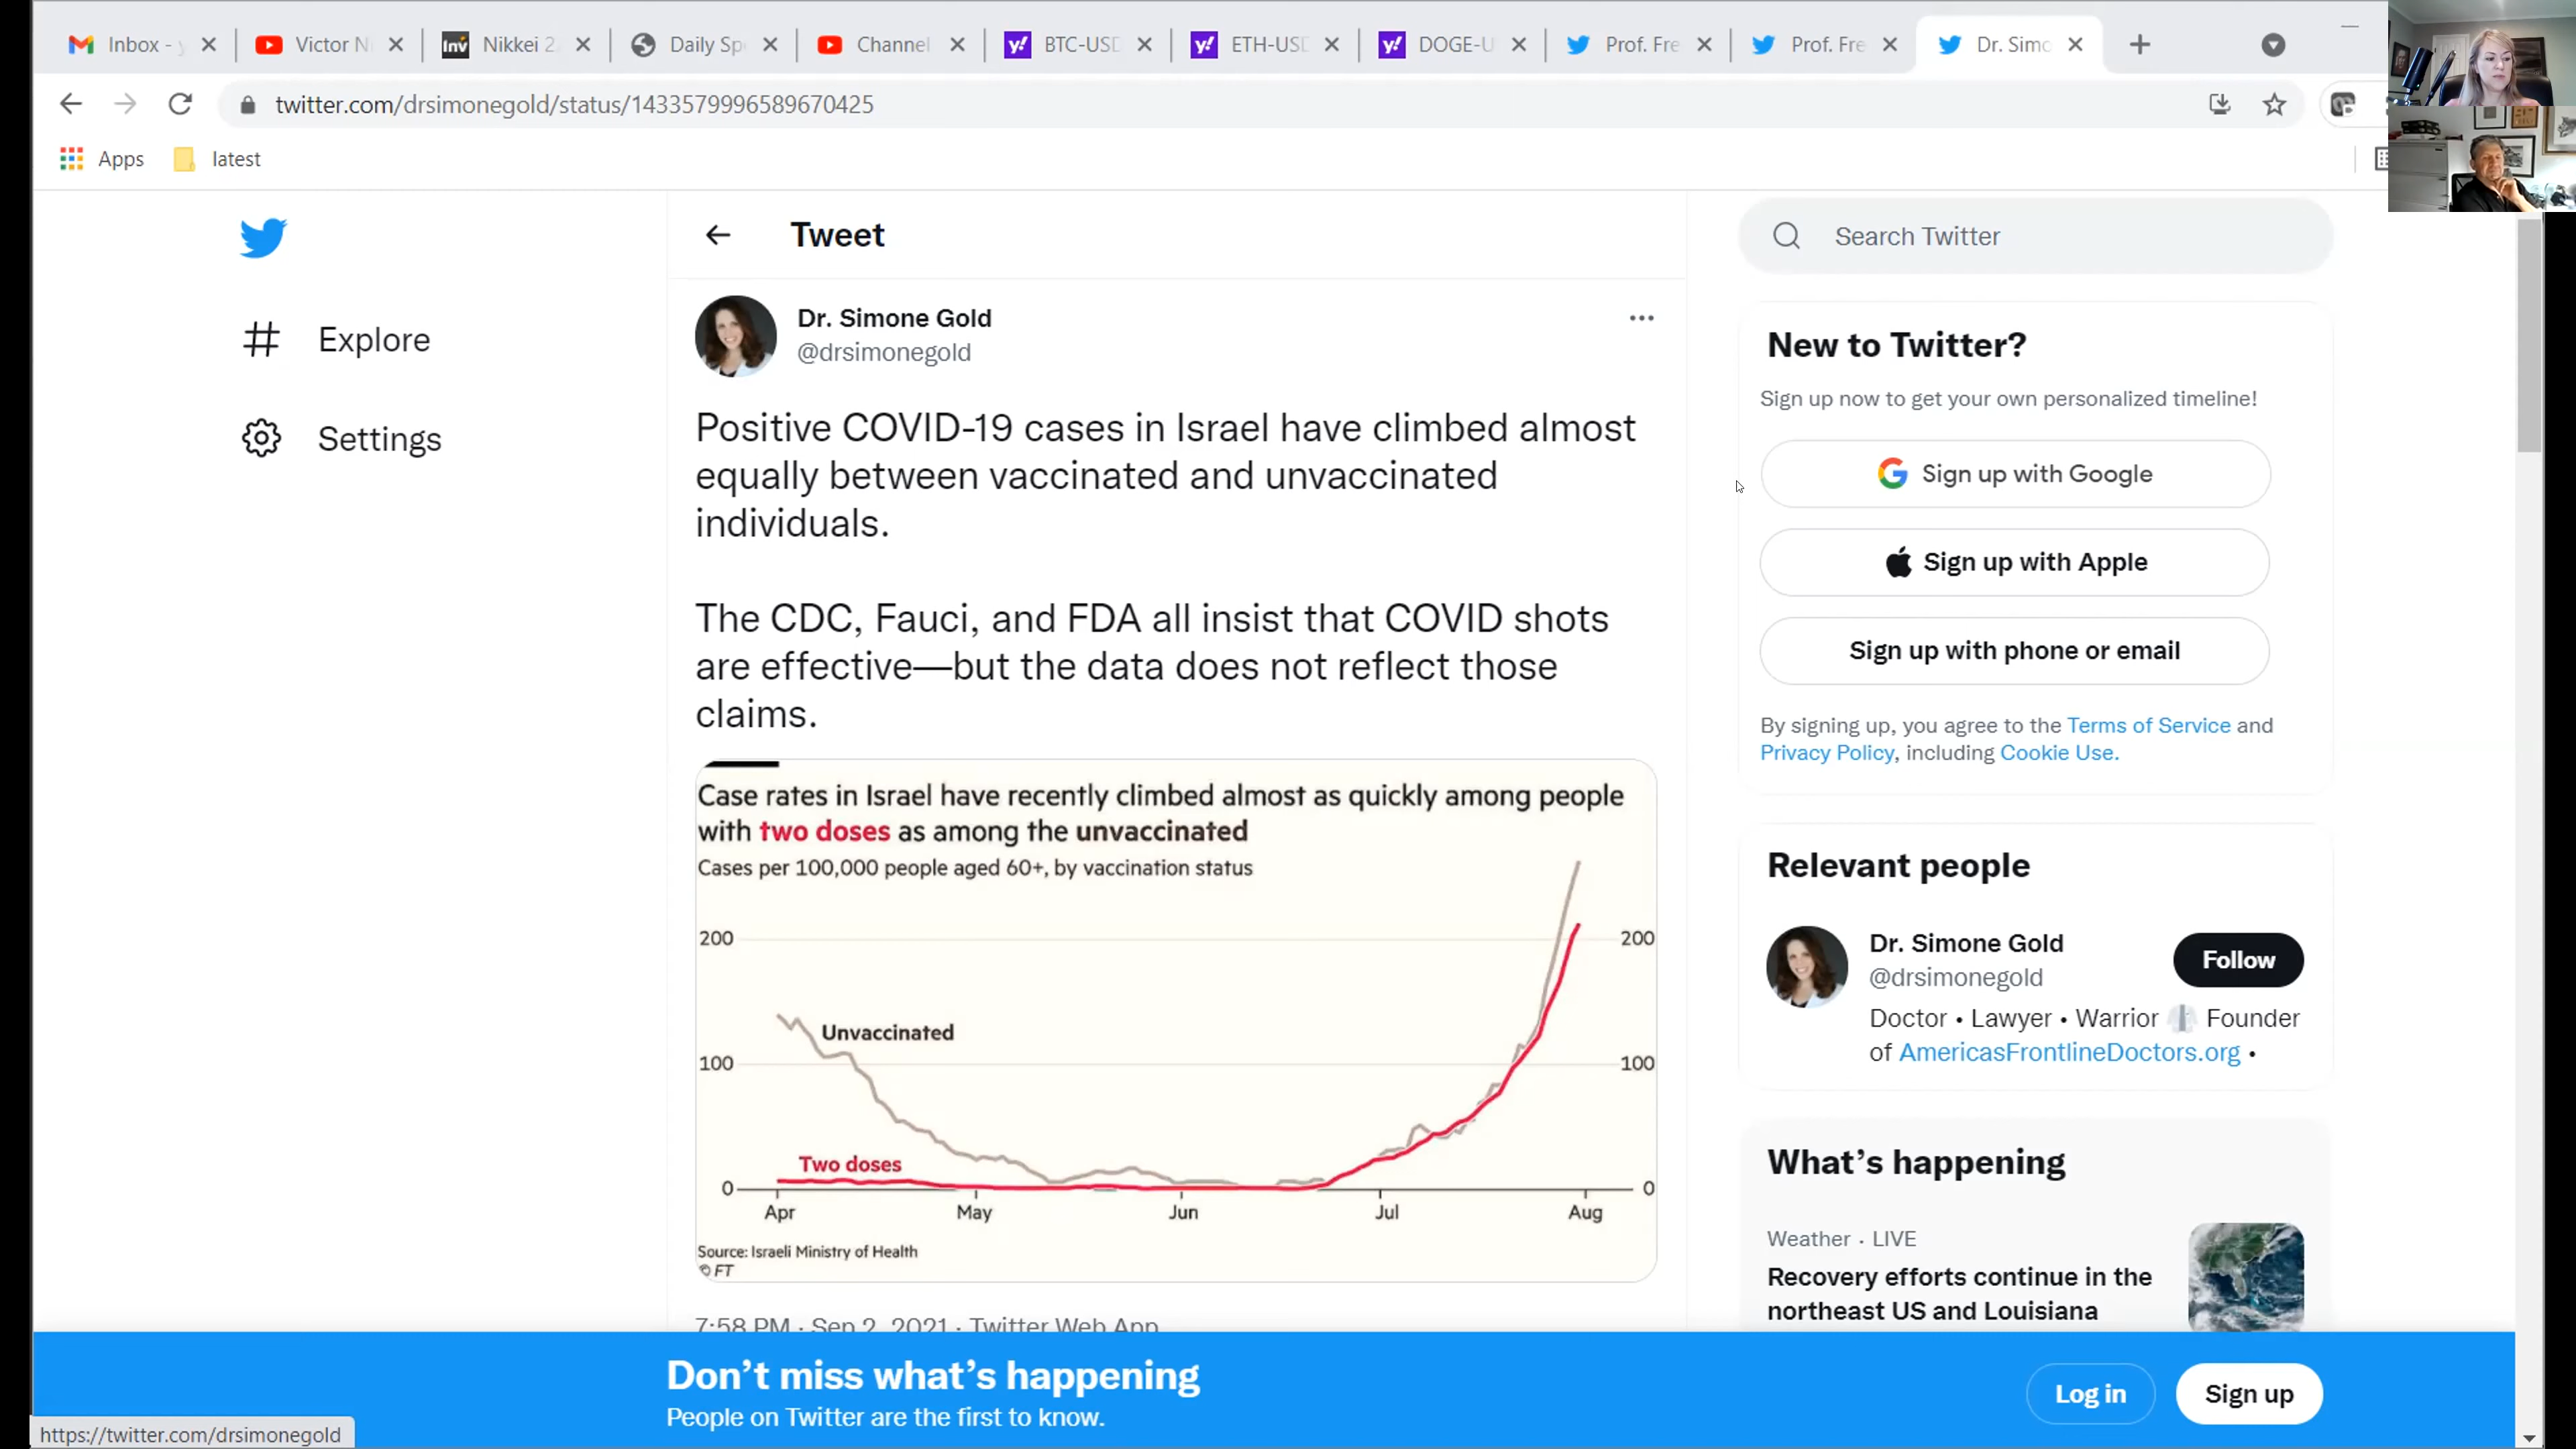 Inbox -
Victor N
Nikkei 2
Daily Sp
Channel
BTC-USD
ETH-USD
DOGE-U
Prof. Fre
Prof. Fre
Dr. Simo
twitter.com/drsimonegold/status/1433579996589670425
Apps
latest
Explore
Settings
Tweet
Dr. Simone Gold
@drsimonegold
Positive COVID-19 cases in Israel have climbed almost
equally between vaccinated and unvaccinated
individuals.
The CDC, Fauci, and FDA all insist that COVID shots
are effective—but the data does not reflect those
claims.
Case rates in Israel have recently climbed almost as quickly among people
with two doses as among the unvaccinated
Cases per 100,000 people aged 60+, by vaccination status
200
200
Unvaccinated
100
100
Two doses
0
0
Apr
May
Jun
Jul
Aug
Source: Israeli Ministry of Health
© FT
7:58 PM · Sep 2, 2021 · Twitter Web App
Search Twitter
New to Twitter?
Sign up now to get your own personalized timeline!
Sign up with Google
Sign up with Apple
Sign up with phone or email
By signing up, you agree to the Terms of Service and
Privacy Policy, including Cookie Use.
Relevant people
Dr. Simone Gold
@drsimonegold
Follow
Doctor • Lawyer • Warrior 🥼 Founder
of AmericasFrontlineDoctors.org •
What's happening
Weather · LIVE
Recovery efforts continue in the
northeast US and Louisiana
Don't miss what's happening
People on Twitter are the first to know.
Log in
Sign up
https://twitter.com/drsimonegold